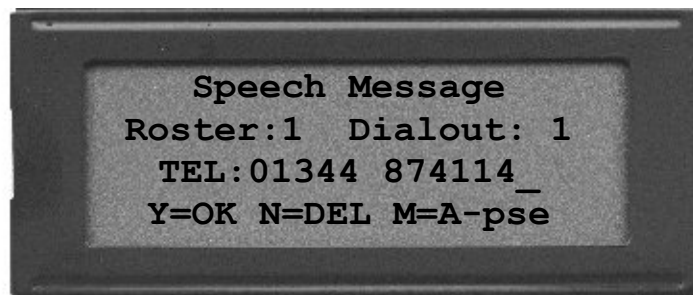 Speech Message
Roster:1 Dialout: 1
TEL:01344 874114_
Y=OK N=DEL M=A-pse